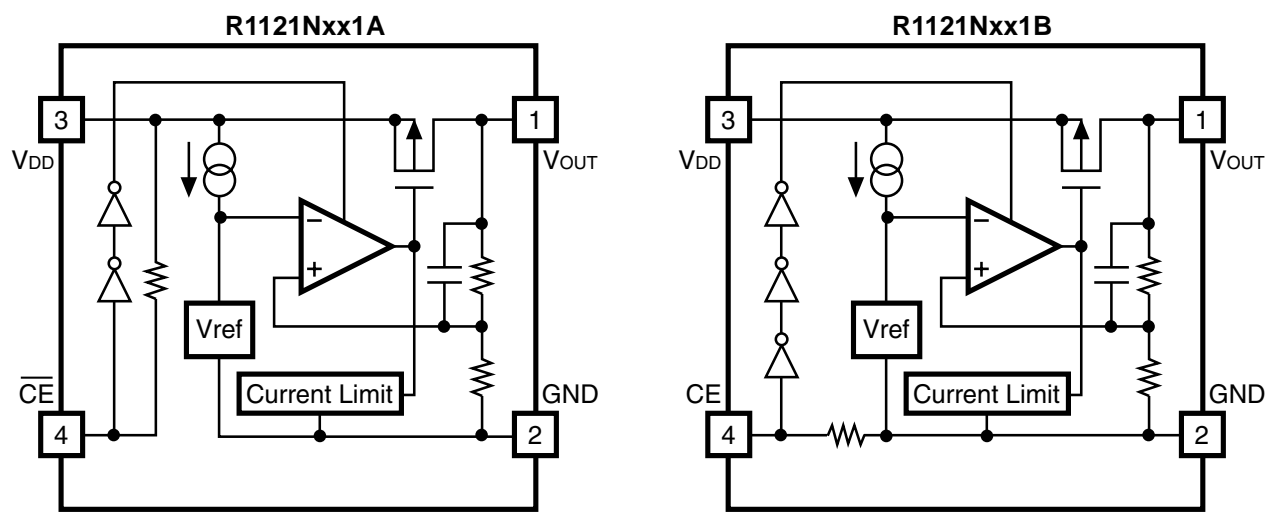 R1121Nxx1A
3
VDD
1
VOUT
−
+
Vref
Current Limit
C̅E̅
4
GND
2
R1121Nxx1B
3
VDD
1
VOUT
−
+
Vref
Current Limit
CE
4
GND
2